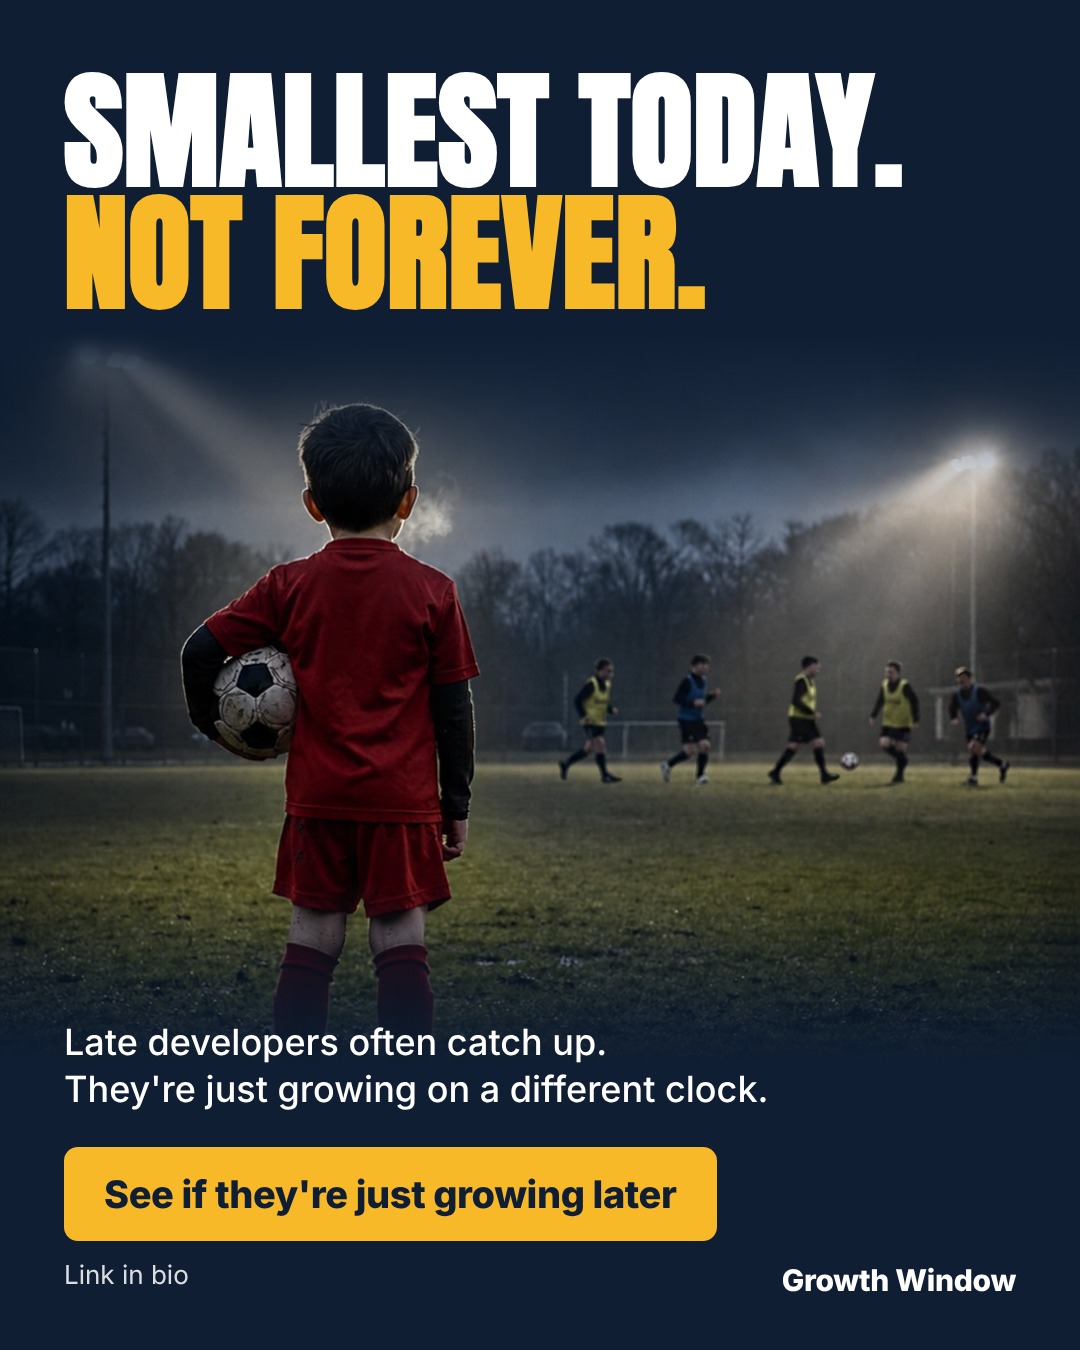 SMALLEST TODAY.
NOT FOREVER.
Late developers often catch up.
They're just growing on a different clock.
See if they're just growing later
Link in bio
Growth Window